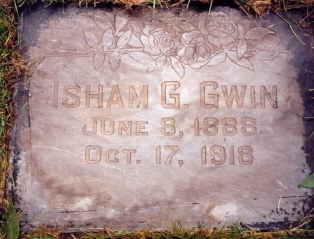 ISHAM G. GWIN
JUNE 8, 1888
OCT. 17, 1918